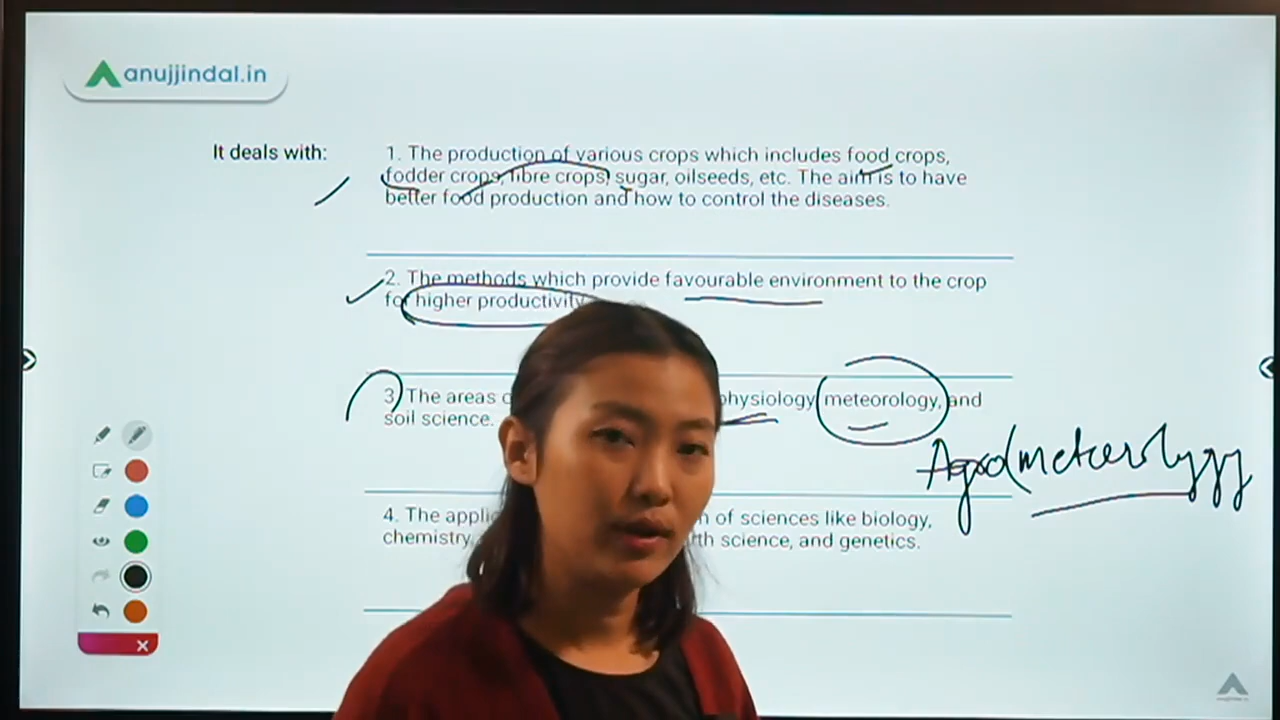 anujjindal.in
It deals with:
1. The production of various crops which includes food crops,
fodder crops, fibre crops, sugar, oilseeds, etc. The aim is to have
better food production and how to control the diseases.
2. The methods which provide favourable environment to the crop
for higher productivity
3. The areas physiology, meteorology, and
soil science.
4. The of sciences like biology,
chemistry, science, and genetics.